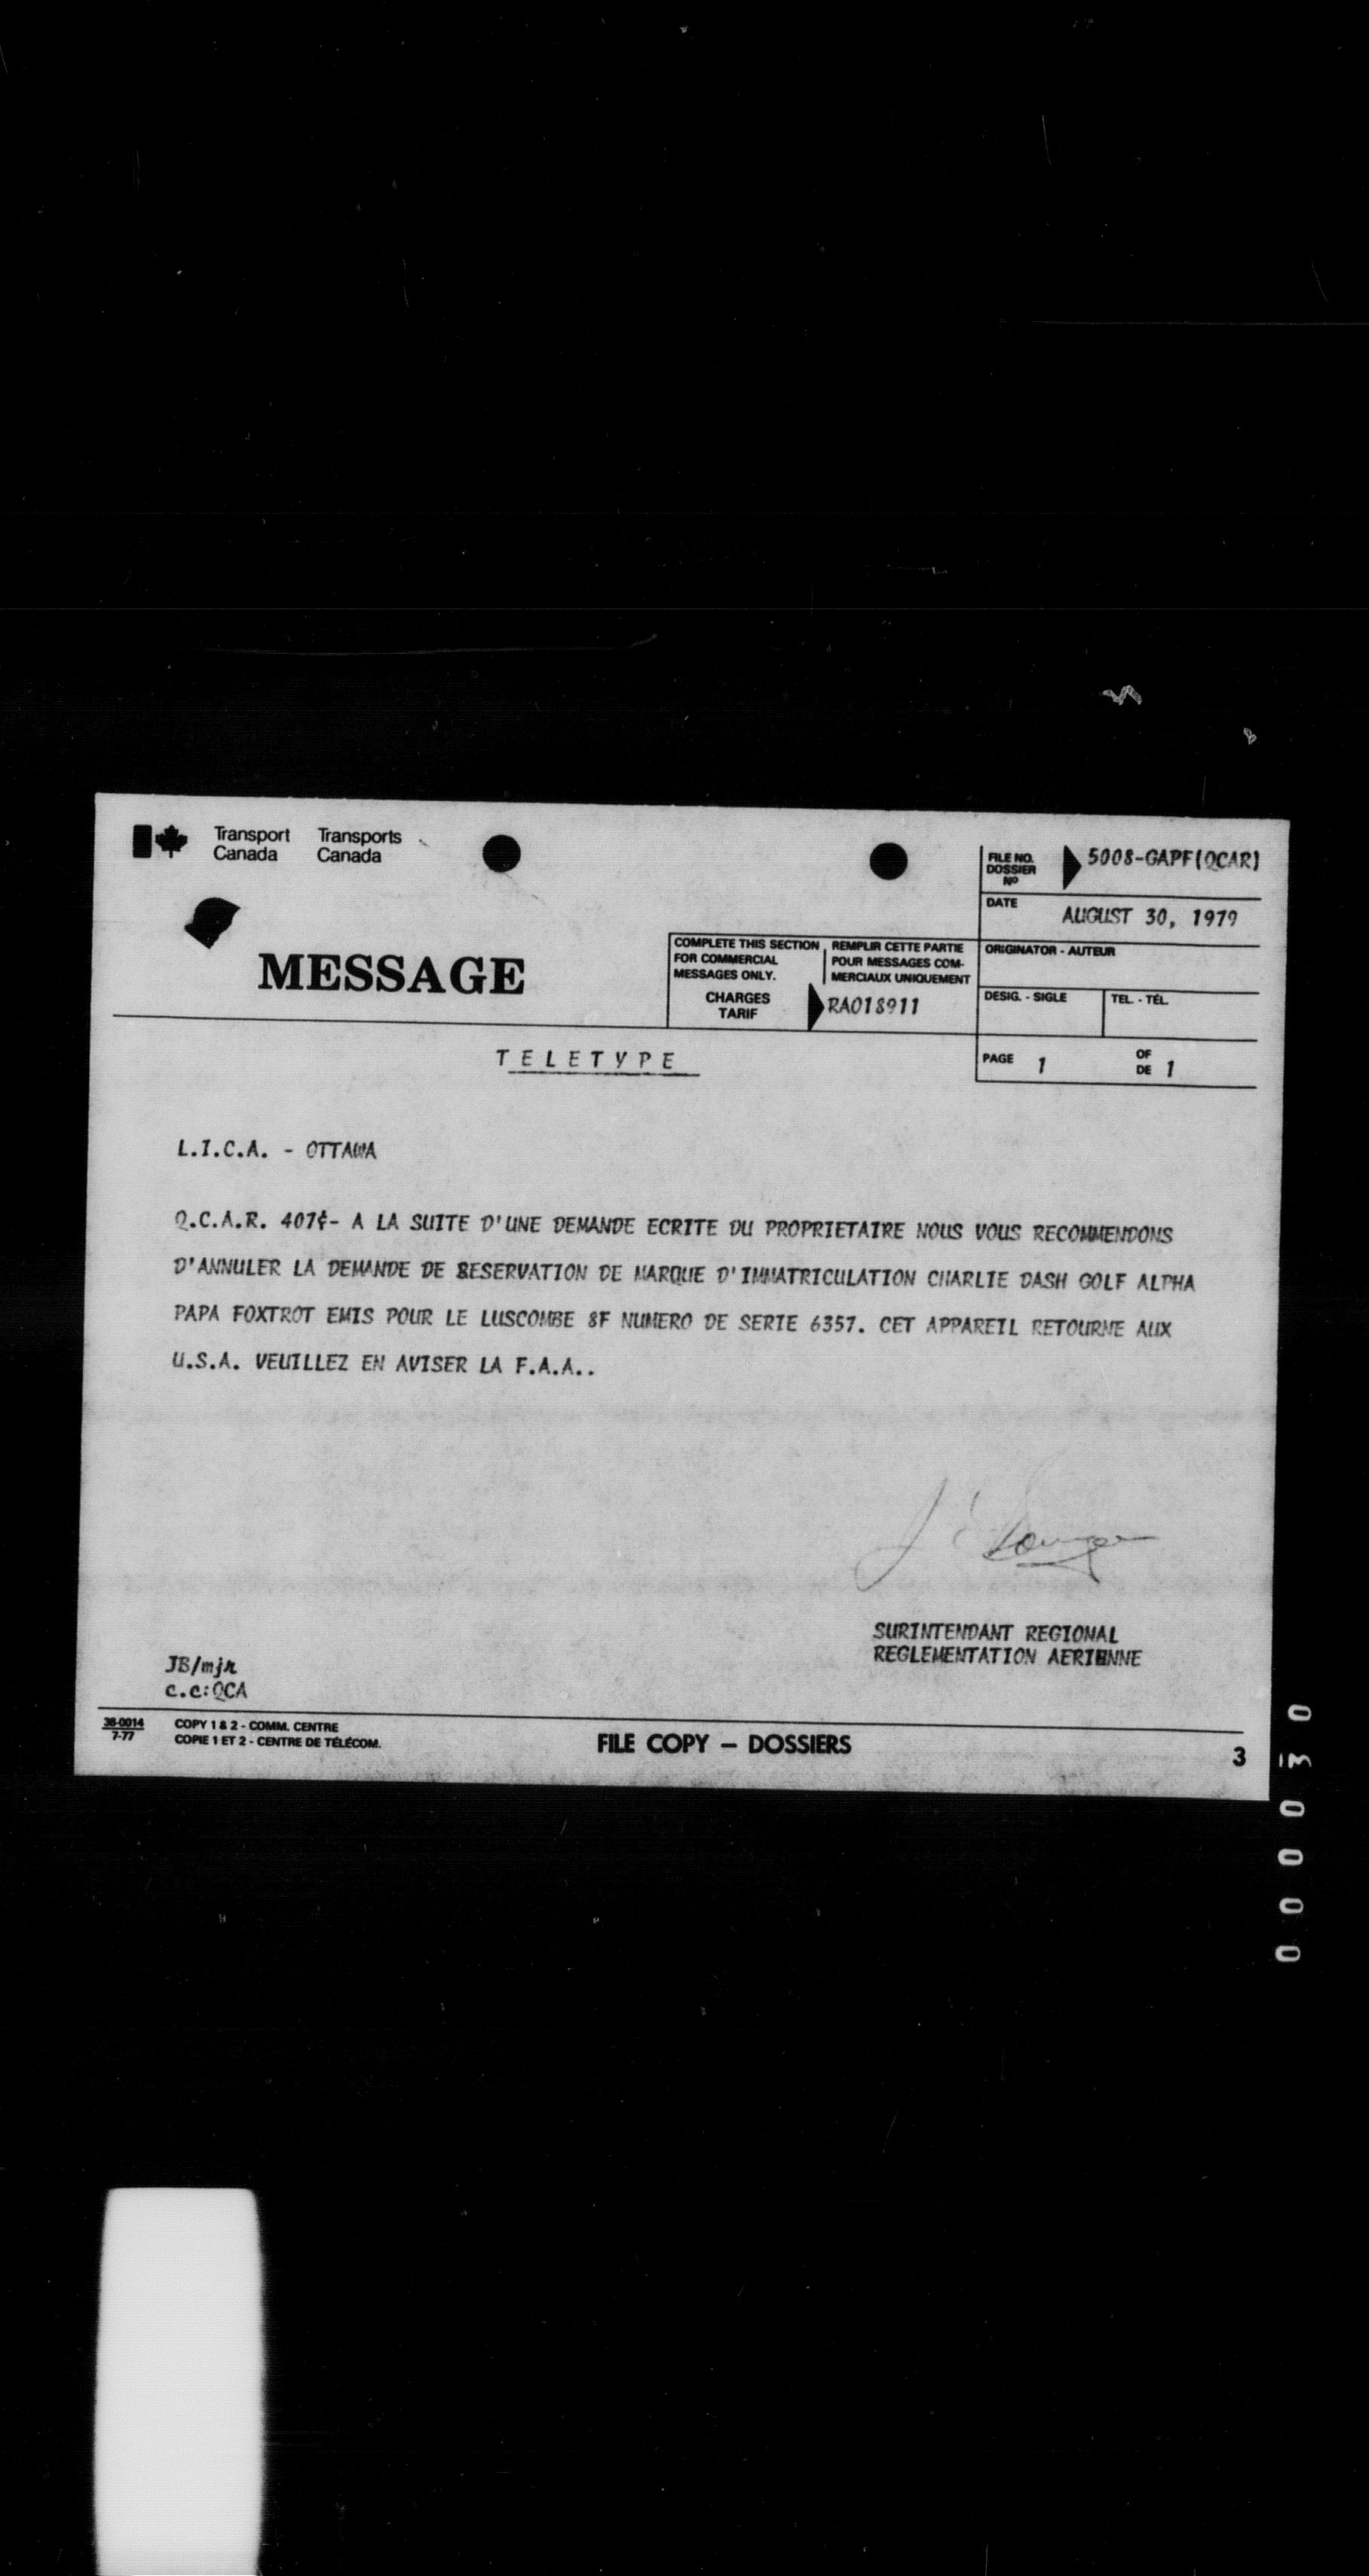 Transport Canada
Transports Canada
MESSAGE
COMPLETE THIS SECTION
FOR COMMERCIAL
MESSAGES ONLY.
REMPLIR CETTE PARTIE
POUR MESSAGES COM-
MERCIAUX UNIQUEMENT
CHARGES
TARIF
RA018911
FILE NO.
DOSSIER
Nº
5008-GAPF(QCAR)
DATE
AUGUST 30, 1979
ORIGINATOR - AUTEUR
DESIG. - SIGLE
TEL. - TÉL.
PAGE 1 OF
DE 1
TELETYPE
L.I.C.A. - OTTAWA
Q.C.A.R. - A LA SUITE D'UNE DEMANDE ECRITE DU PROPRIETAIRE NOUS VOUS RECOMMENDONS
D'ANNULER LA DEMANDE DE RESERVATION DE MARQUE D'IMMATRICULATION CHARLIE DASH GOLF ALPHA
PAPA FOXTROT EMIS POUR LE LUSCOMBE 8F NUMERO DE SERIE 6357. CET APPAREIL RETOURNE AUX
U.S.A. VEUILLEZ EN AVISER LA F.A.A..
SURINTENDANT REGIONAL
REGLEMENTATION AERIENNE
JB/mjr
c.c:QCA
38-0014
7-77
COPY 1 & 2 - COMM. CENTRE
COPIE 1 ET 2 - CENTRE DE TÉLÉCOM.
FILE COPY – DOSSIERS
3
000030